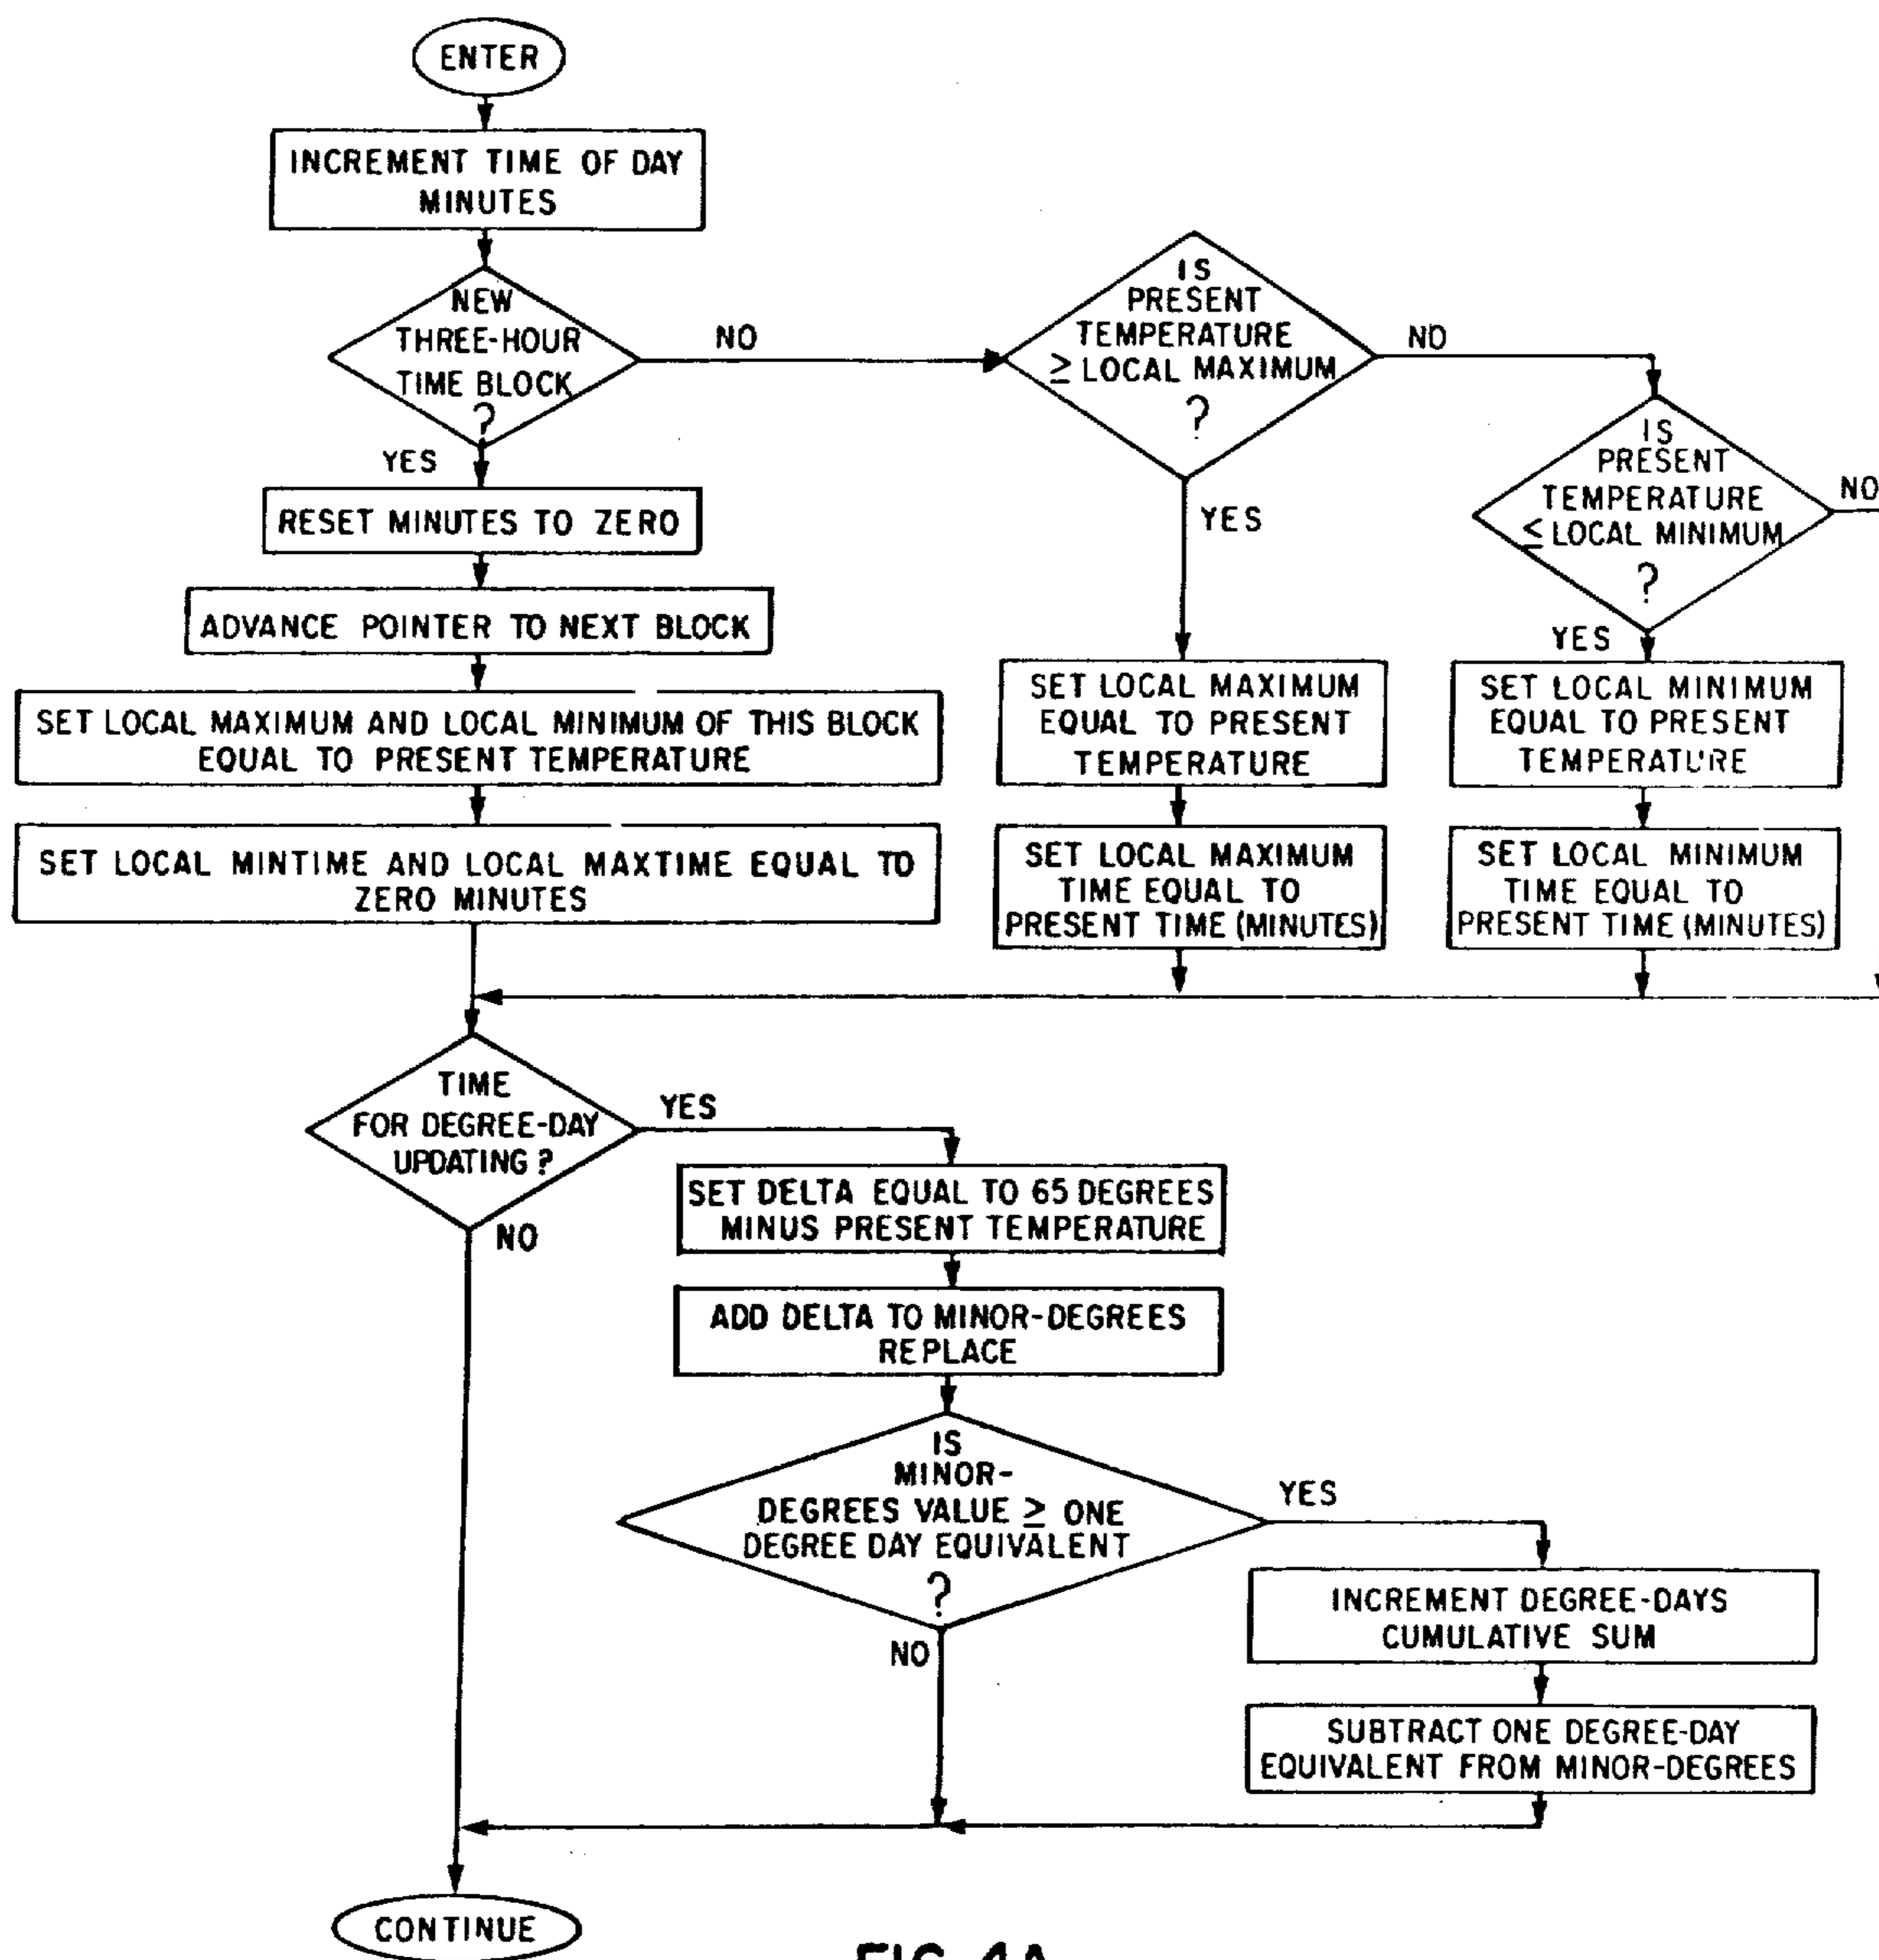 ENTER
INCREMENT TIME OF DAY
MINUTES
NEW
THREE-HOUR
TIME BLOCK
?
NO
YES
IS
PRESENT
TEMPERATURE
≥ LOCAL MAXIMUM
?
NO
YES
IS
PRESENT
TEMPERATURE
≤ LOCAL MINIMUM
?
NO
YES
RESET MINUTES TO ZERO
ADVANCE POINTER TO NEXT BLOCK
SET LOCAL MAXIMUM AND LOCAL MINIMUM OF THIS BLOCK
EQUAL TO PRESENT TEMPERATURE
SET LOCAL MINTIME AND LOCAL MAXTIME EQUAL TO
ZERO MINUTES
SET LOCAL MAXIMUM
EQUAL TO PRESENT
TEMPERATURE
SET LOCAL MAXIMUM
TIME EQUAL TO
PRESENT TIME (MINUTES)
SET LOCAL MINIMUM
EQUAL TO PRESENT
TEMPERATURE
SET LOCAL MINIMUM
TIME EQUAL TO
PRESENT TIME (MINUTES)
TIME
FOR DEGREE-DAY
UPDATING ?
YES
NO
SET DELTA EQUAL TO 65 DEGREES
MINUS PRESENT TEMPERATURE
ADD DELTA TO MINOR-DEGREES
REPLACE
IS
MINOR-
DEGREES VALUE ≥ ONE
DEGREE DAY EQUIVALENT
?
YES
NO
INCREMENT DEGREE-DAYS
CUMULATIVE SUM
SUBTRACT ONE DEGREE-DAY
EQUIVALENT FROM MINOR-DEGREES
CONTINUE
FIG. 4A